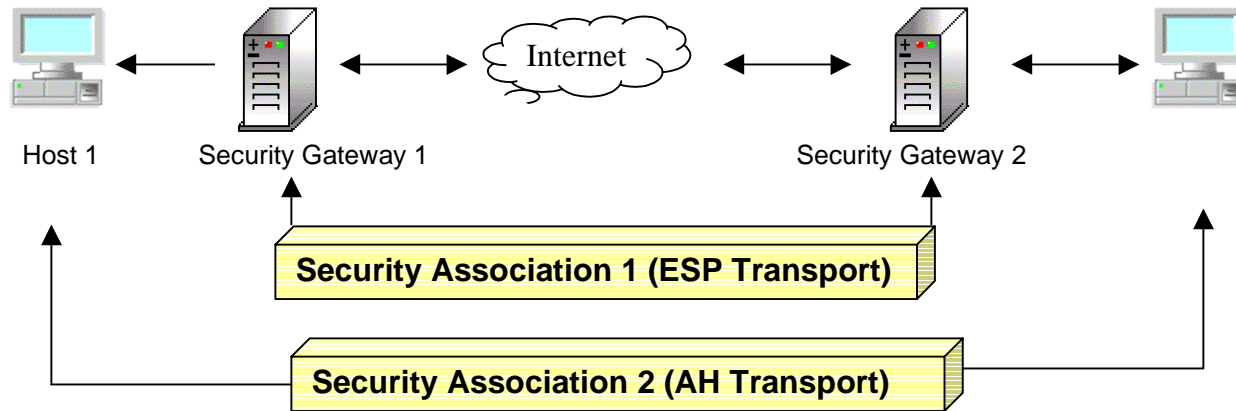 Internet
Host 1
Security Gateway 1
Security Gateway 2
Security Association 1 (ESP Transport)
Security Association 2 (AH Transport)